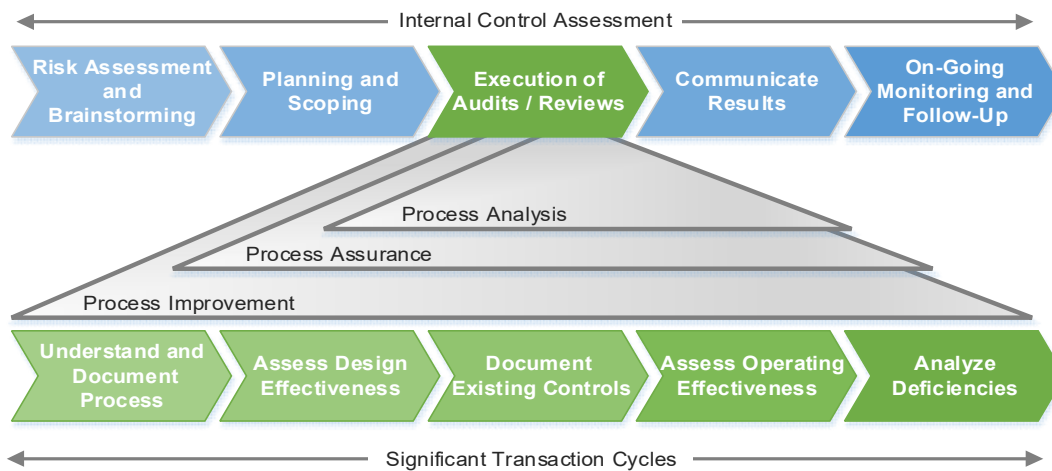 Internal Control Assessment
Risk Assessment
and
Brainstorming
Planning and
Scoping
Execution of
Audits / Reviews
Communicate
Results
On-Going
Monitoring and
Follow-Up
Process Analysis
Process Assurance
Process Improvement
Understand and
Document
Process
Assess Design
Effectiveness
Document
Existing Controls
Assess Operating
Effectiveness
Analyze
Deficiencies
Significant Transaction Cycles